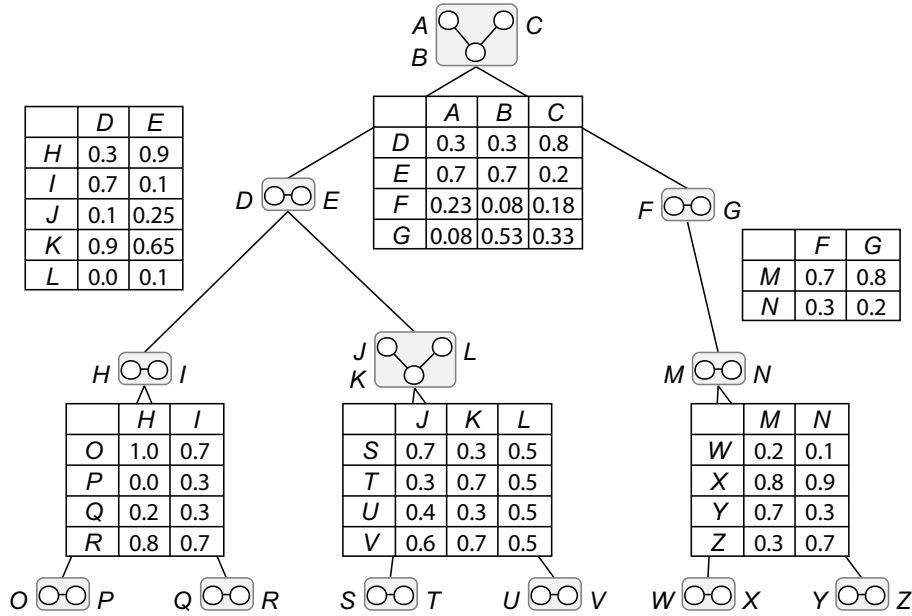 A C
B
A B C
D 0.3 0.3 0.8
E 0.7 0.7 0.2
F 0.23 0.08 0.18
G 0.08 0.53 0.33
D E
H 0.3 0.9
I 0.7 0.1
J 0.1 0.25
K 0.9 0.65
L 0.0 0.1
D E
F G
F G
M 0.7 0.8
N 0.3 0.2
H I
J L
K
M N
H I
O 1.0 0.7
P 0.0 0.3
Q 0.2 0.3
R 0.8 0.7
J K L
S 0.7 0.3 0.5
T 0.3 0.7 0.5
U 0.4 0.3 0.5
V 0.6 0.7 0.5
M N
W 0.2 0.1
X 0.8 0.9
Y 0.7 0.3
Z 0.3 0.7
O P Q R S T U V W X Y Z